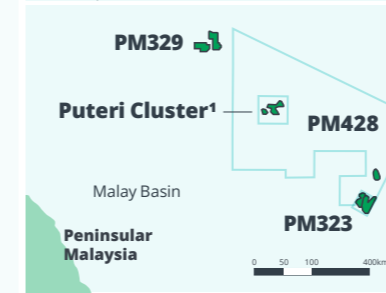 PM329
Puteri Cluster¹
PM428
Malay Basin
PM323
Peninsular
Malaysia
0 50 100 400km